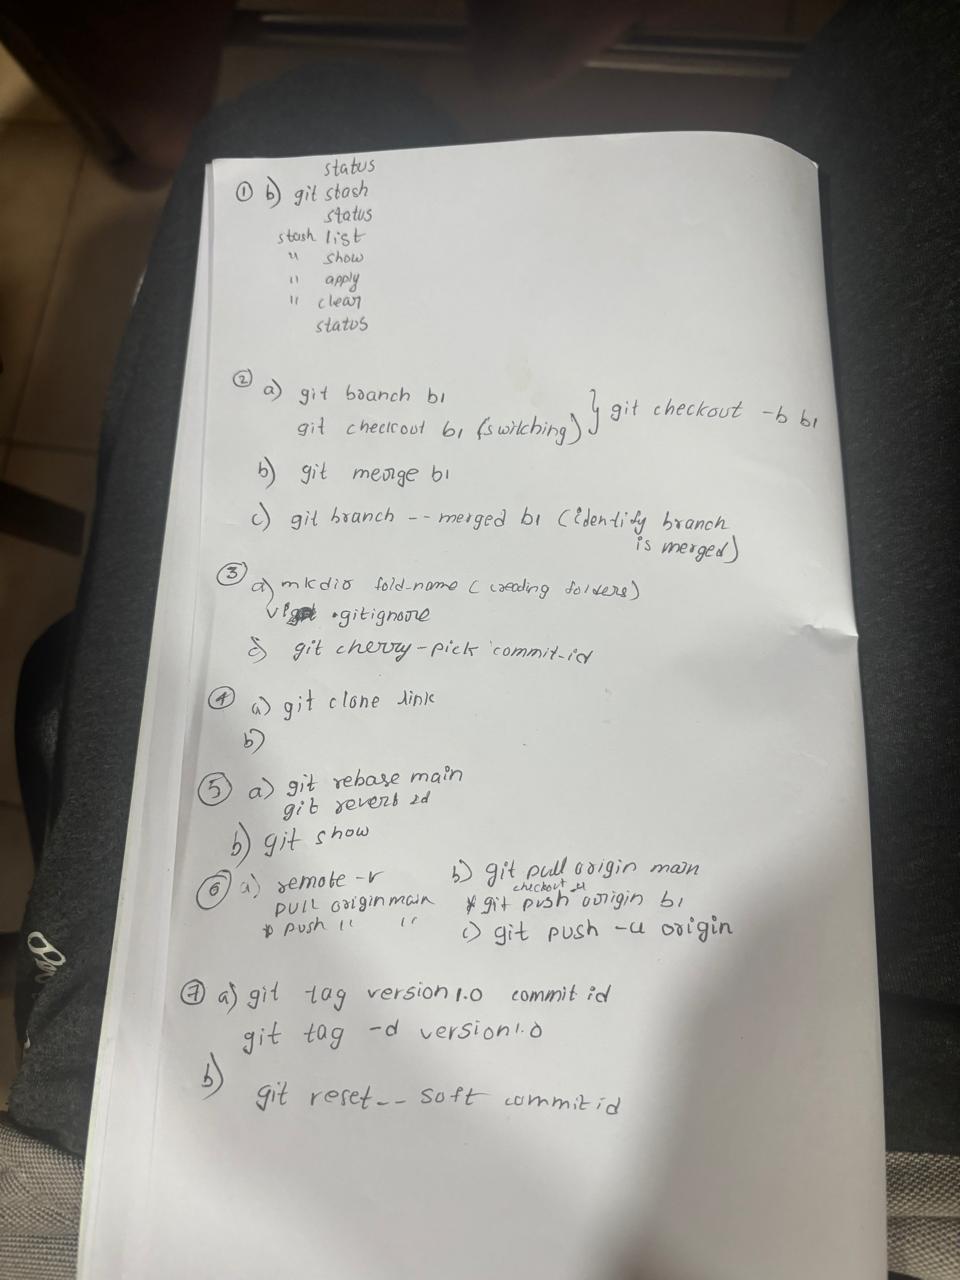 status
① b) git stash
status
stash list
" show
" apply
" clear
status
② a) git branch b1
git checkout b1 (switching) } git checkout -b b1
b) git merge b1
c) git branch -- merged b1 (identify branch
is merged)
③ a) mkdir fold-name ( creating folders)
vi .gitignore
c) git cherry-pick commit-id
④ a) git clone link
b)
⑤ a) git rebase main
git revert id
b) git show
⑥ a) remote -r
pull origin main
* push " "
b) git pull origin main
checkout
* git push origin b1
c) git push -u origin
⑦ a) git tag version 1.0 commit id
git tag -d version 1.0
b)
git reset -- soft commit id